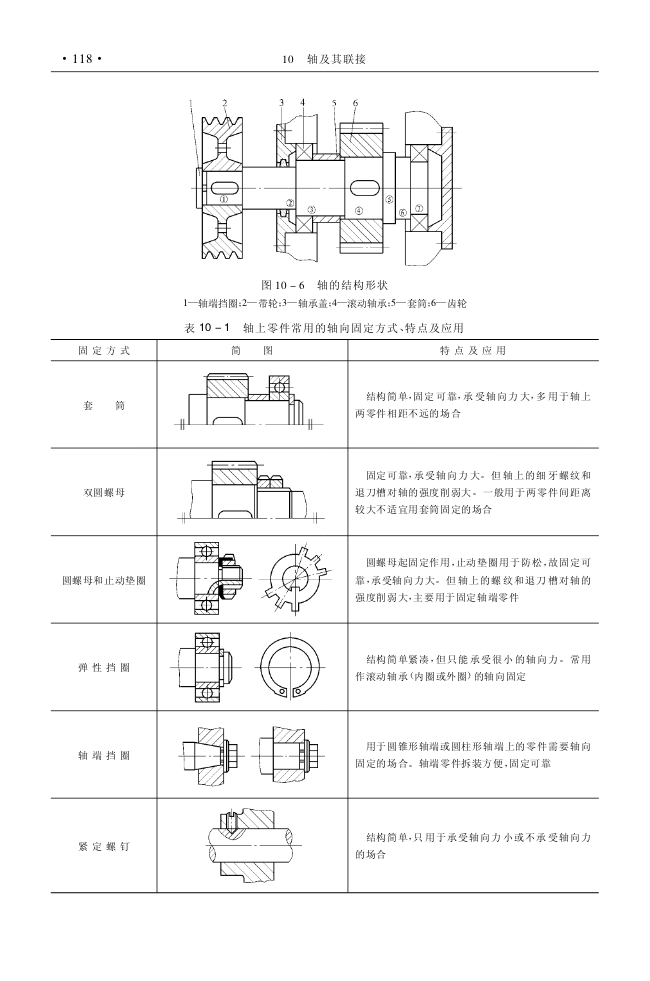 ·118·
10 轴及其联接
1 2 3 4 5 6
① ② ③ ④ ⑤ ⑥ ⑦
图 10-6 轴的结构形状
1—轴端挡圈;2—带轮;3—轴承盖;4—滚动轴承;5—套筒;6—齿轮
表 10-1 轴上零件常用的轴向固定方式、特点及应用
固定方式 简 图 特点及应用
套 筒
结构简单,固定可靠,承受轴向力大,多用于轴上
两零件相距不远的场合
双圆螺母
固定可靠,承受轴向力大。但轴上的细牙螺纹和
退刀槽对轴的强度削弱大。一般用于两零件间距离
较大不适宜用套筒固定的场合
圆螺母和止动垫圈
圆螺母起固定作用,止动垫圈用于防松,故固定可
靠,承受轴向力大。但轴上的螺纹和退刀槽对轴的
强度削弱大,主要用于固定轴端零件
弹性挡圈
结构简单紧凑,但只能承受很小的轴向力。常用
作滚动轴承(内圈或外圈)的轴向固定
轴端挡圈
用于圆锥形轴端或圆柱形轴端上的零件需要轴向
固定的场合。轴端零件拆装方便,固定可靠
紧定螺钉
结构简单,只用于承受轴向力小或不承受轴向力
的场合